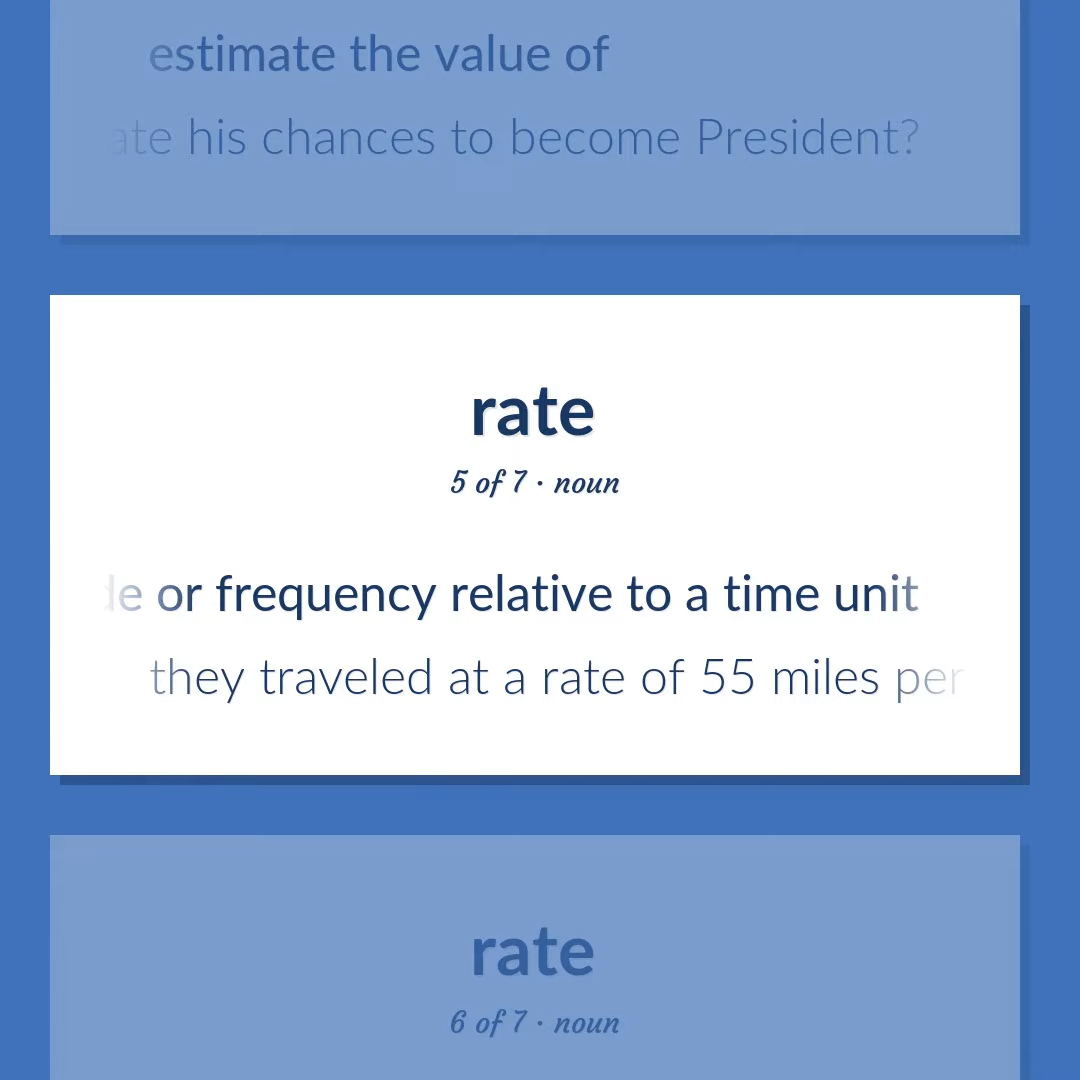 estimate the value of
ate his chances to become President?
rate
5 of 7 · noun
de or frequency relative to a time unit
they traveled at a rate of 55 miles per
rate
6 of 7 · noun